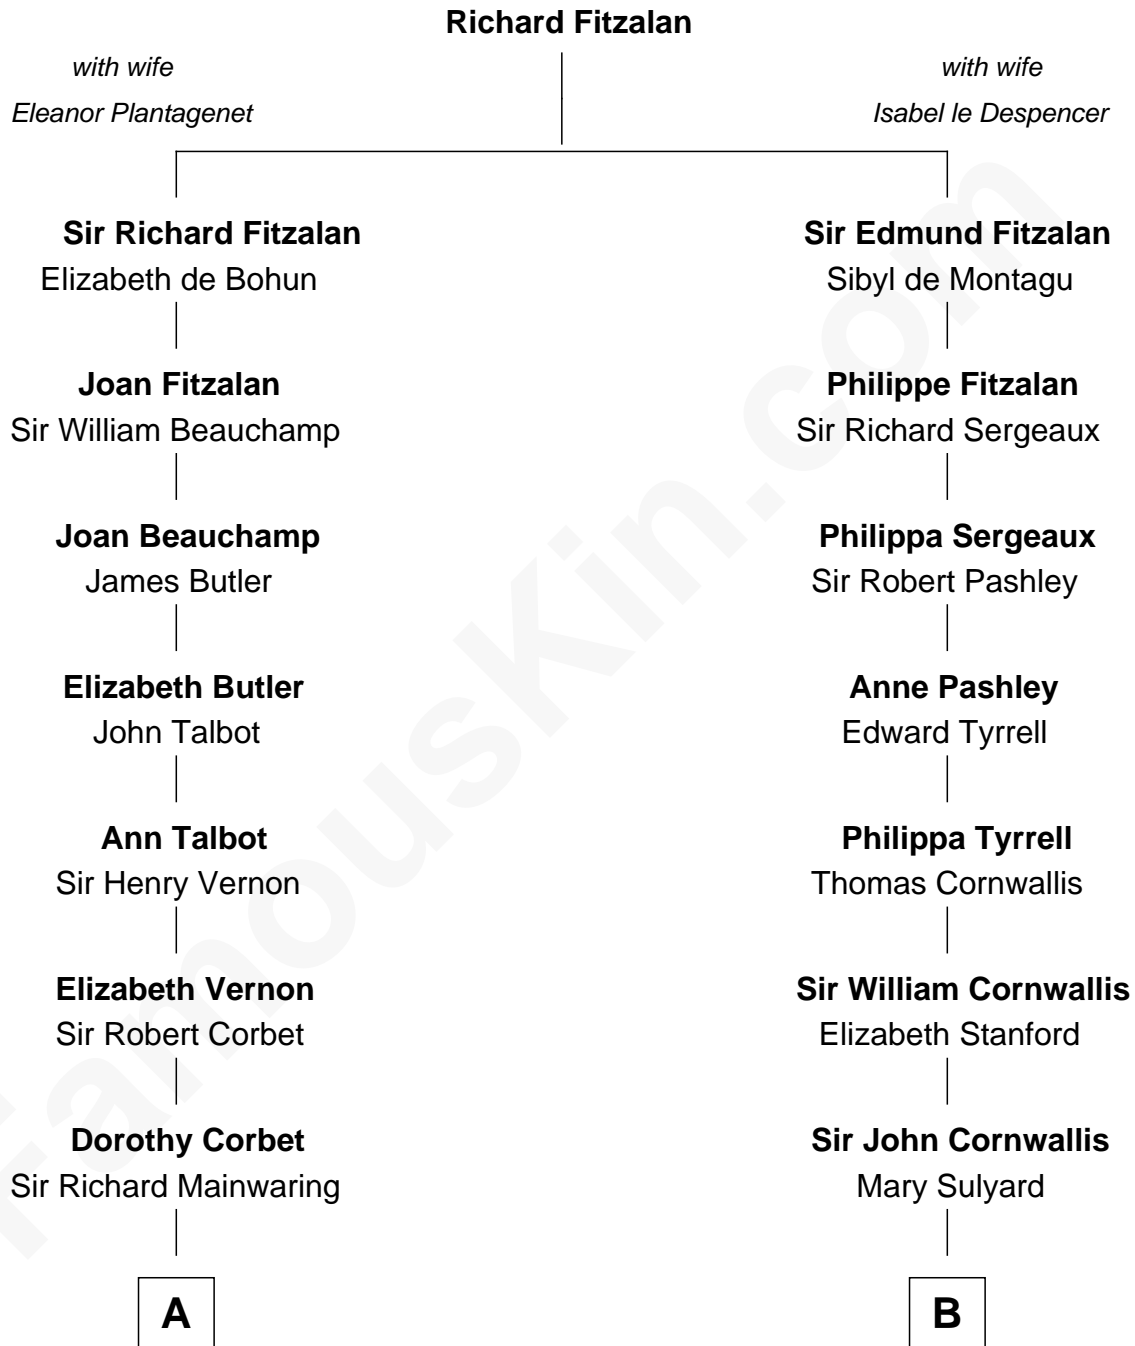 Richard Fitzalan
with wife
Eleanor Plantagenet
with wife
Isabel le Despencer
Sir Richard Fitzalan
Elizabeth de Bohun
Sir Edmund Fitzalan
Sibyl de Montagu
Joan Fitzalan
Sir William Beauchamp
Philippe Fitzalan
Sir Richard Sergeaux
Joan Beauchamp
James Butler
Philippa Sergeaux
Sir Robert Pashley
Elizabeth Butler
John Talbot
Anne Pashley
Edward Tyrrell
Ann Talbot
Sir Henry Vernon
Philippa Tyrrell
Thomas Cornwallis
Elizabeth Vernon
Sir Robert Corbet
Sir William Cornwallis
Elizabeth Stanford
Dorothy Corbet
Sir Richard Mainwaring
Sir John Cornwallis
Mary Sulyard
A
B
FamousKin.com